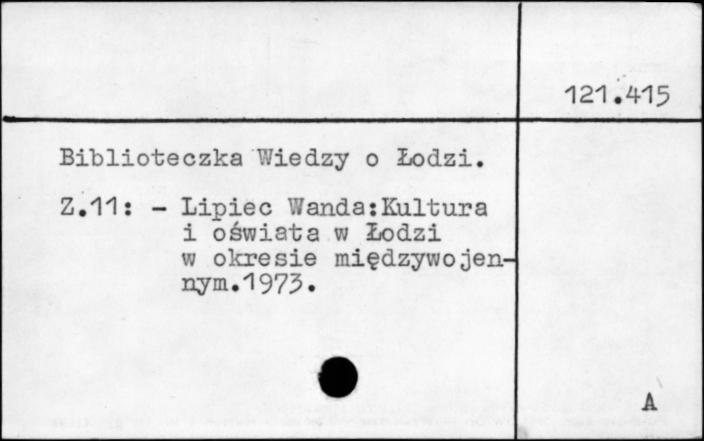 121.415
Biblioteczka Wiedzy o Łodzi.
Z.11: - Lipiec Wanda:Kultura
i oświata w Łodzi
w okresie międzywojen-
nym.1973.
A